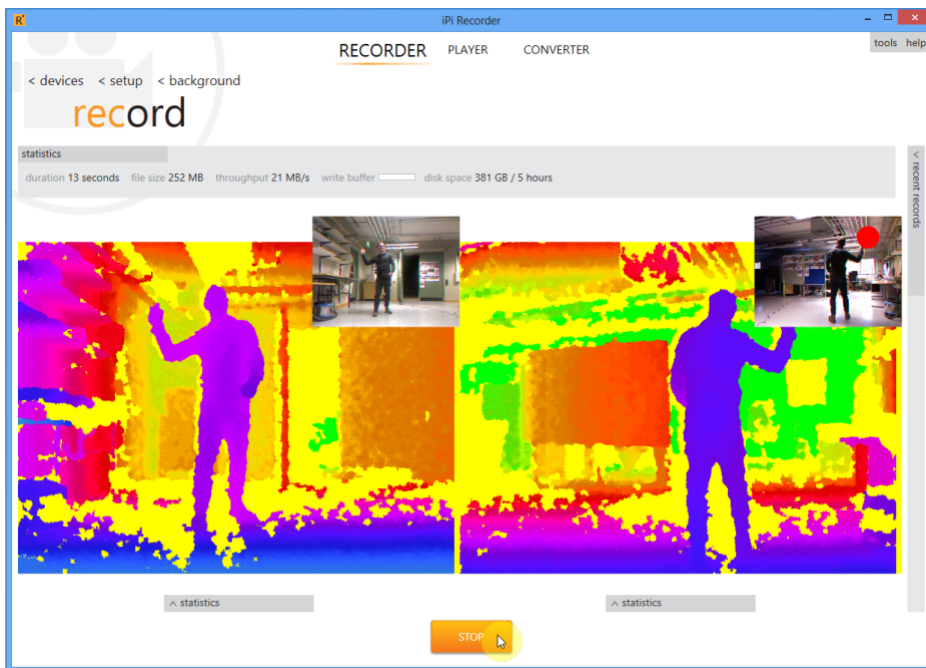 R
iPi Recorder
RECORDER PLAYER CONVERTER
tools help
< devices < setup < background
record
statistics
duration 13 seconds file size 252 MB throughput 21 MB/s write buffer disk space 381 GB / 5 hours
< recent records
statistics
statistics
STOP